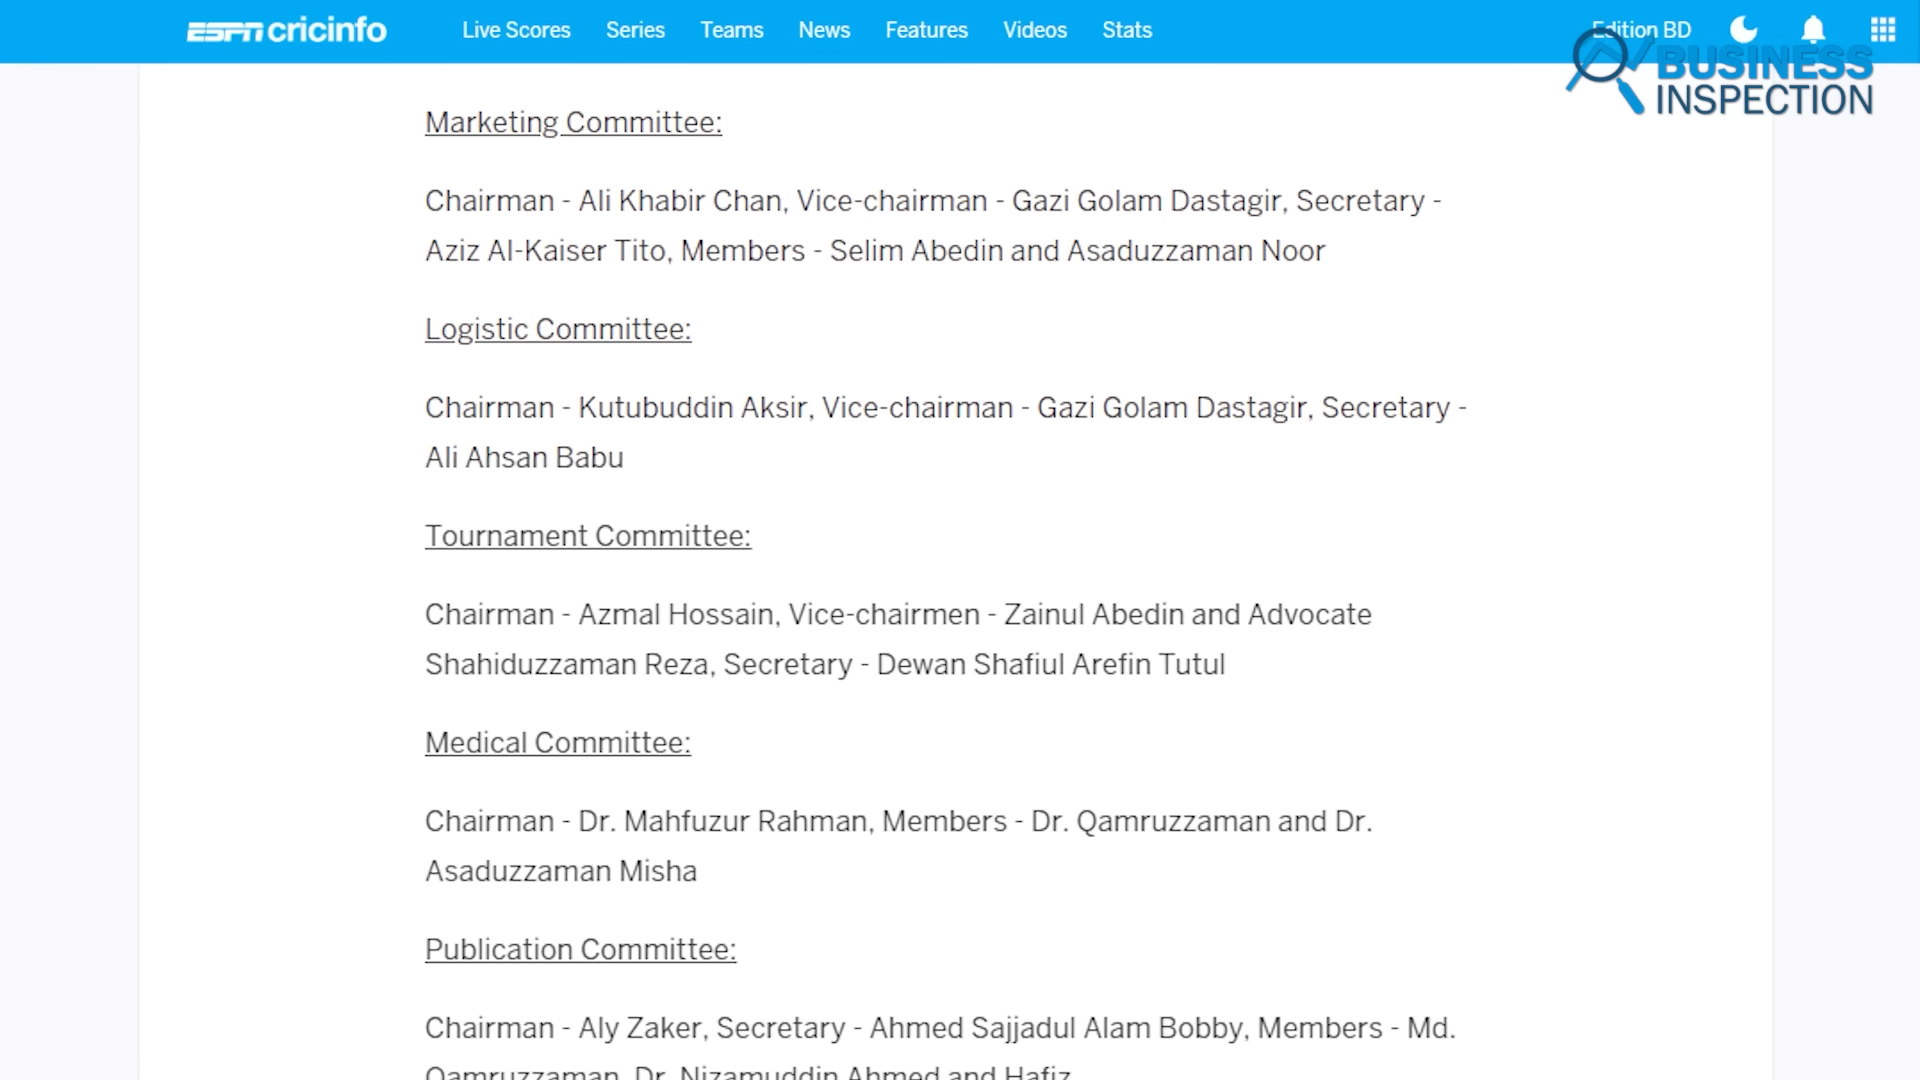 ESPN cricinfo Live Scores Series Teams News Features Videos Stats Edition BD
BUSINESS
INSPECTION
Marketing Committee:
Chairman - Ali Khabir Chan, Vice-chairman - Gazi Golam Dastagir, Secretary -
Aziz Al-Kaiser Tito, Members - Selim Abedin and Asaduzzaman Noor
Logistic Committee:
Chairman - Kutubuddin Aksir, Vice-chairman - Gazi Golam Dastagir, Secretary -
Ali Ahsan Babu
Tournament Committee:
Chairman - Azmal Hossain, Vice-chairmen - Zainul Abedin and Advocate
Shahiduzzaman Reza, Secretary - Dewan Shafiul Arefin Tutul
Medical Committee:
Chairman - Dr. Mahfuzur Rahman, Members - Dr. Qamruzzaman and Dr.
Asaduzzaman Misha
Publication Committee:
Chairman - Aly Zaker, Secretary - Ahmed Sajjadul Alam Bobby, Members - Md.
Qamruzzaman, Dr. Nizamuddin Ahmed and Hafiz